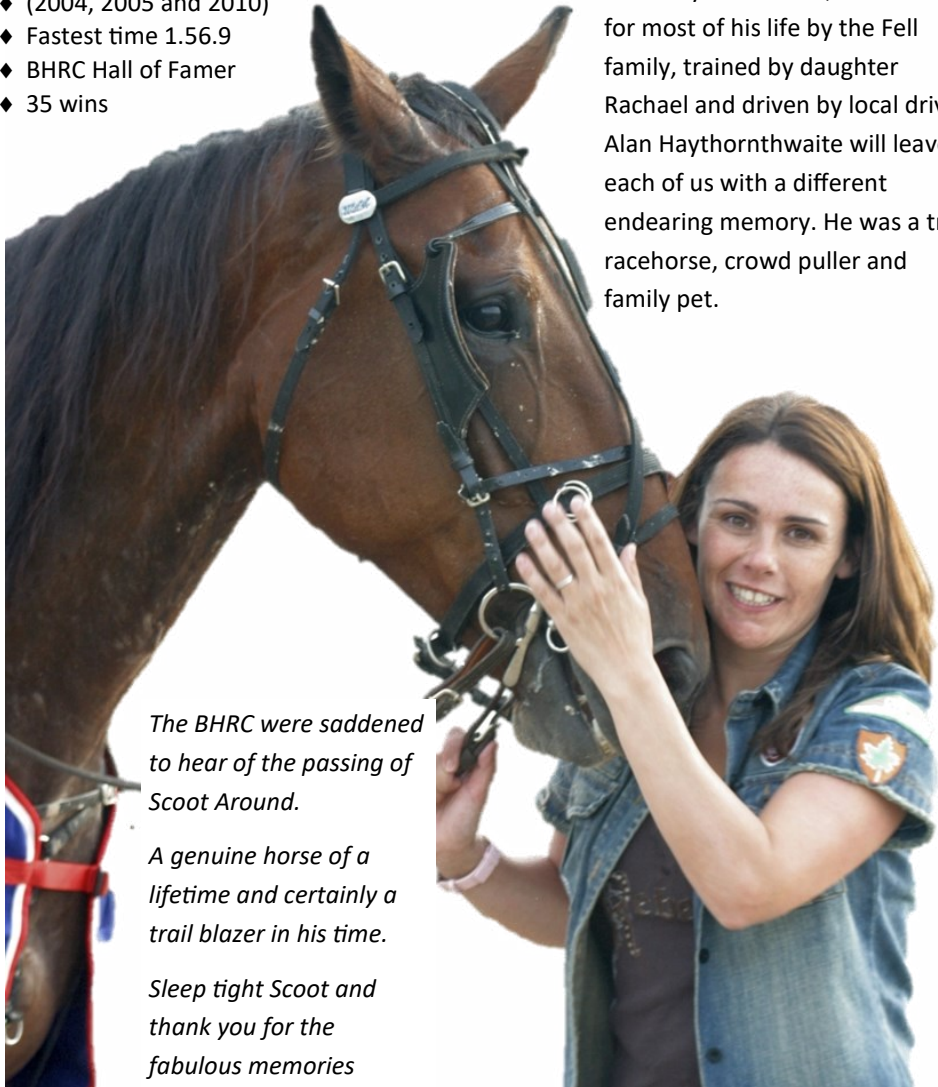 (2004, 2005 and 2010)
♦ Fastest time 1.56.9
♦ BHRC Hall of Famer
♦ 35 wins
for most of his life by the Fell
family, trained by daughter
Rachael and driven by local
Alan Haythornthwaite will
each of us with a different
endearing memory. He was a
racehorse, crowd puller and
family pet.
The BHRC were saddened
to hear of the passing of
Scoot Around.
A genuine horse of a
lifetime and certainly a
trail blazer in his time.
Sleep tight Scoot and
thank you for the
fabulous memories